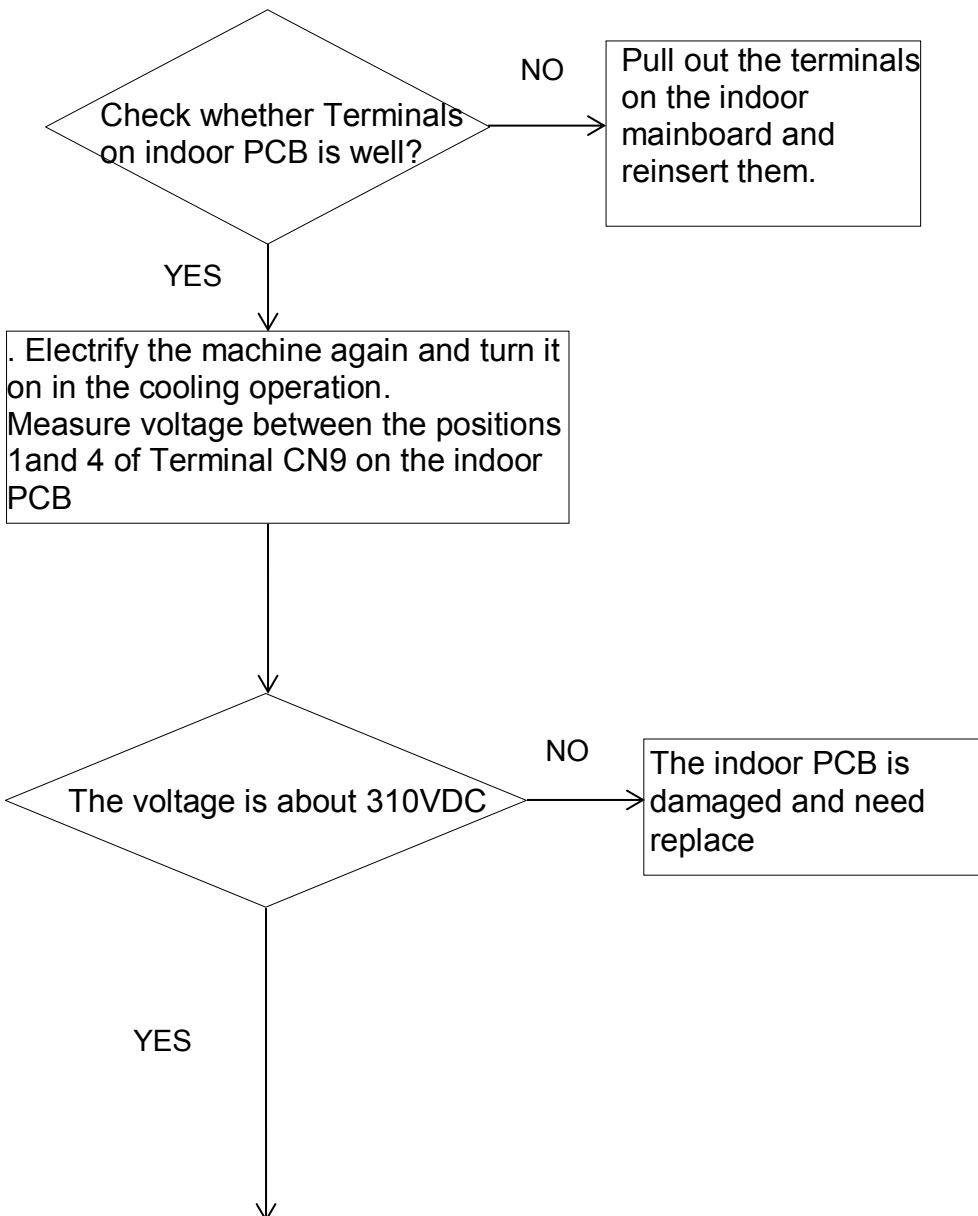 Check whether Terminals
on indoor PCB is well?
NO
Pull out the terminals
on the indoor
mainboard and
reinsert them.
YES
. Electrify the machine again and turn it
on in the cooling operation.
Measure voltage between the positions
1and 4 of Terminal CN9 on the indoor
PCB
The voltage is about 310VDC
NO
The indoor PCB is
damaged and need
replace
YES